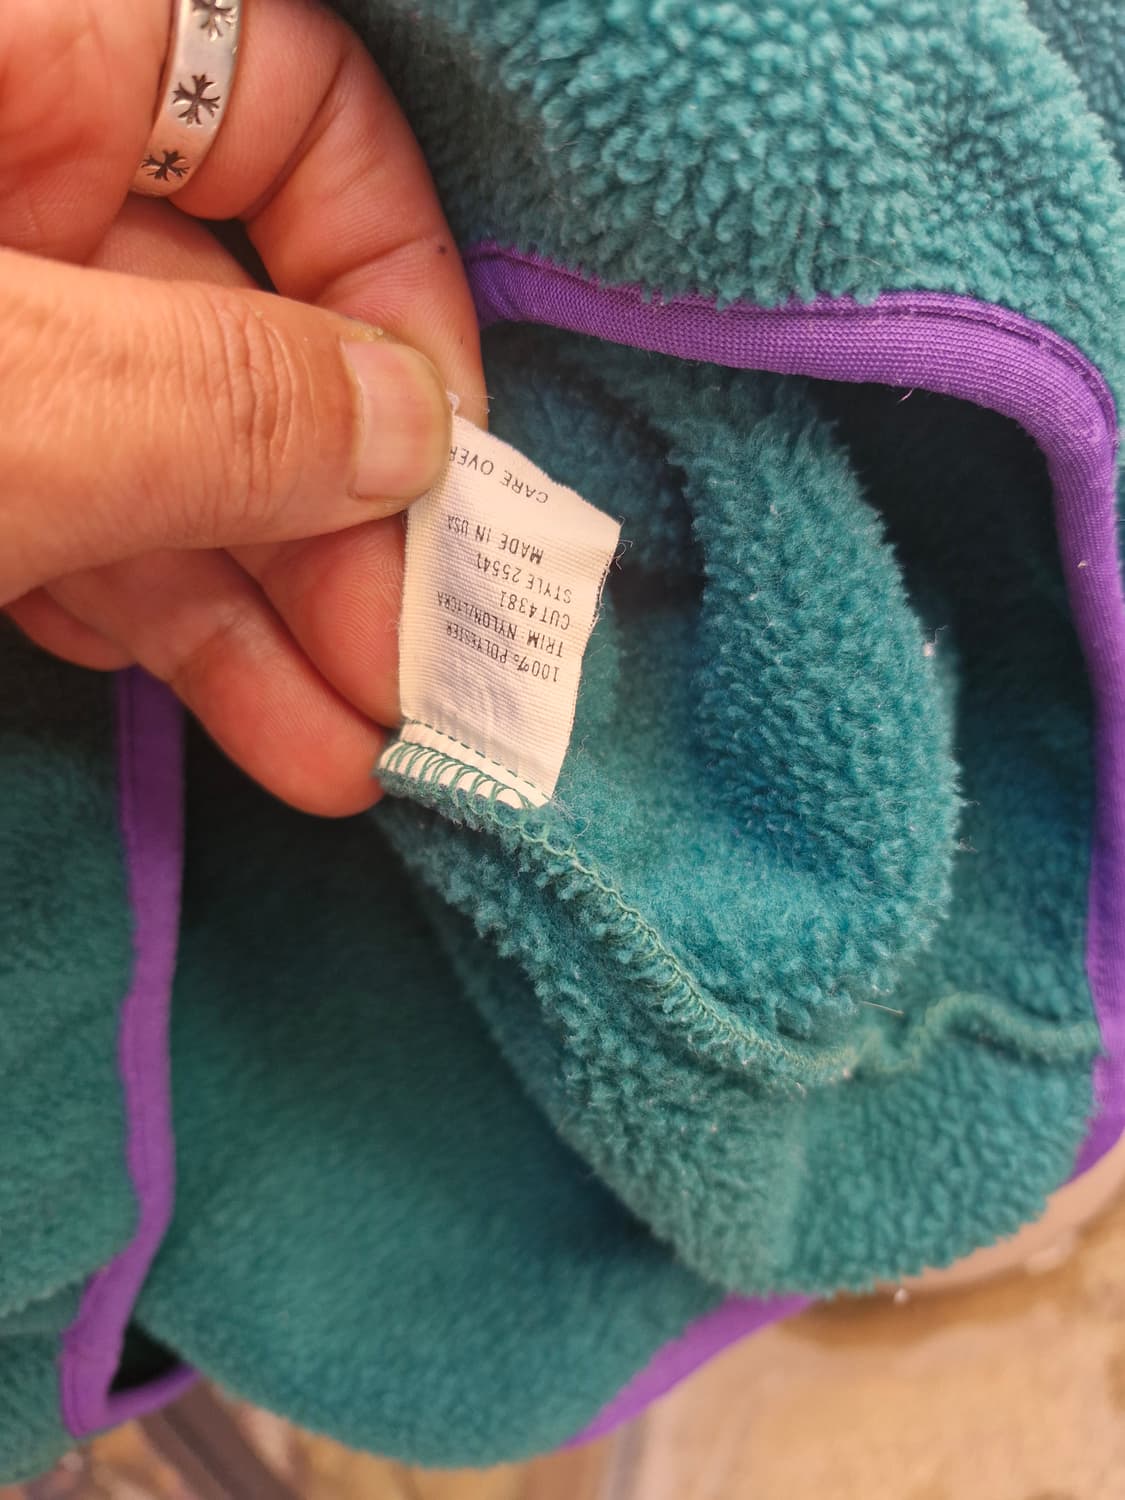 100% POLYESTER
TRIM NYLON/LYCRA
CUT 4381
STYLE 25541
MADE IN USA
CARE OVER